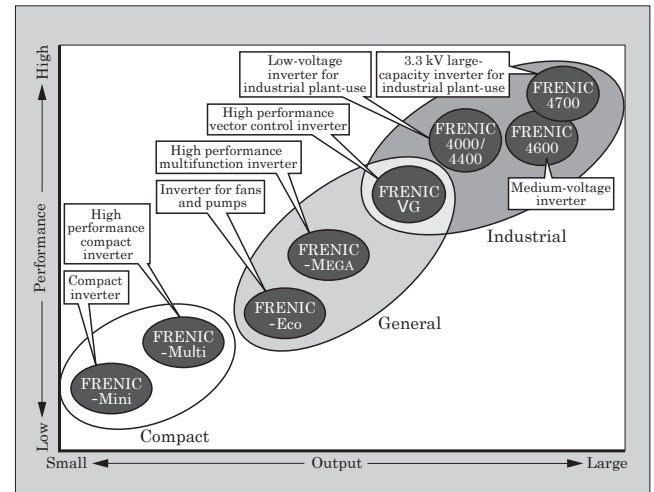 High
Performance
Low
Low-voltage
inverter for
industrial plant-use
3.3 kV large-
capacity inverter for
industrial plant-use
High performance
vector control inverter
High performance
multifunction inverter
Inverter for fans
and pumps
High
performance
compact
inverter
Compact
inverter
FRENIC
4700
FRENIC
4000/
4400
FRENIC
4600
Medium-voltage
inverter
FRENIC
VG
Industrial
FRENIC
-MEGA
FRENIC
-Eco
General
FRENIC
-Multi
FRENIC
-Mini
Compact
Small
Output
Large